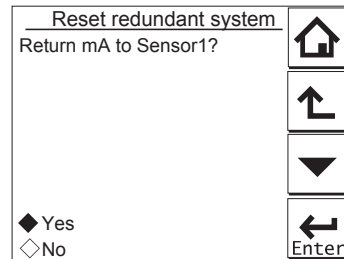 Reset redundant system
Return mA to Sensor1?
Yes
No
Enter